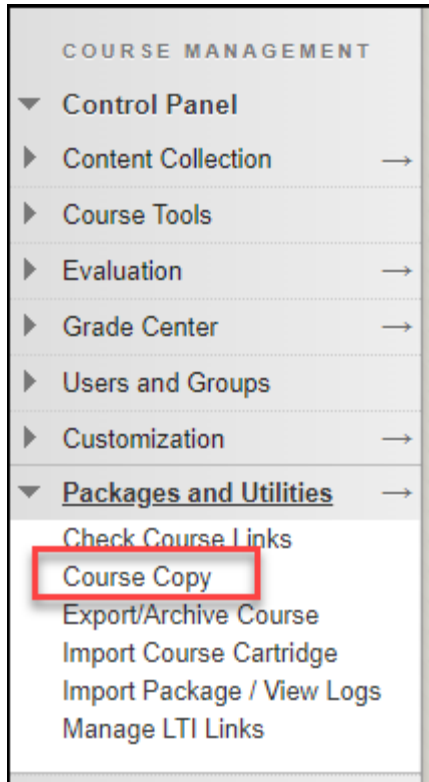 COURSE MANAGEMENT
Control Panel
Content Collection →
Course Tools
Evaluation →
Grade Center →
Users and Groups
Customization →
Packages and Utilities →
Check Course Links
Course Copy
Export/Archive Course
Import Course Cartridge
Import Package / View Logs
Manage LTI Links